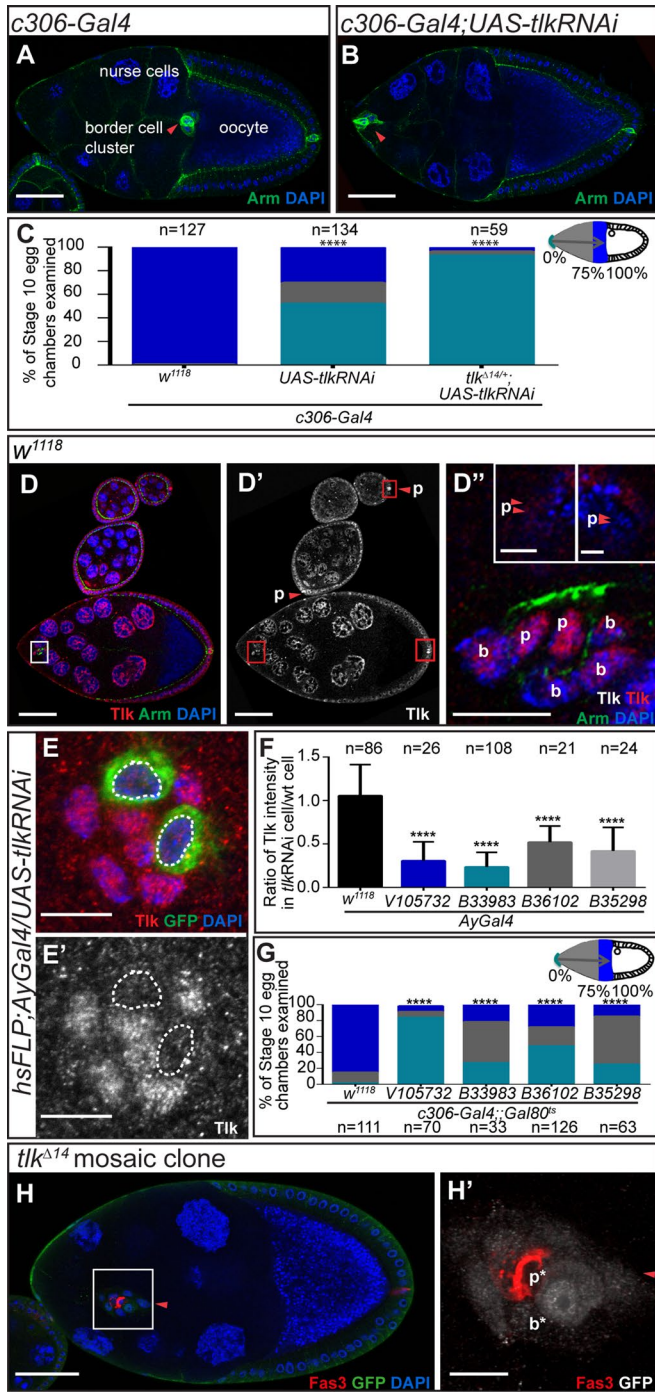 c306-Gal4
c306-Gal4;UAS-tlkRNAi
A
nurse cells
border cell
cluster
oocyte
Arm DAPI
B
Arm DAPI
C
n=127 n=134 n=59
**** ****
0% 75% 100%
% of Stage 10 egg
chambers examined
100
80
60
40
20
0
w1118 UAS-tlkRNAi tlkΔ14/+;
UAS-tlkRNAi
c306-Gal4
w1118
D
Tlk Arm DAPI
D'
p
p
Tlk
D''
p
p
b p p b
b b
Tlk Tlk
Arm DAPI
hsFLP;AyGal4/UAS-tlkRNAi
E
Tlk GFP DAPI
E'
Tlk
F
n=86 n=26 n=108 n=21 n=24
Ratio of Tlk intensity
in tlkRNAi cell/wt cell
1.5
1.0
0.5
0.0
**** **** **** ****
w1118 V105732 B33983 B36102 B35298
AyGal4
G
0% 75% 100%
% of Stage 10 egg
chambers examined
100
80
60
40
20
0
**** **** **** ****
w1118 V105732 B33983 B36102 B35298
c306-Gal4;;Gal80ts
n=111 n=70 n=33 n=126 n=63
tlkΔ14 mosaic clone
H
Fas3 GFP DAPI
H'
p*
b*
Fas3 GFP